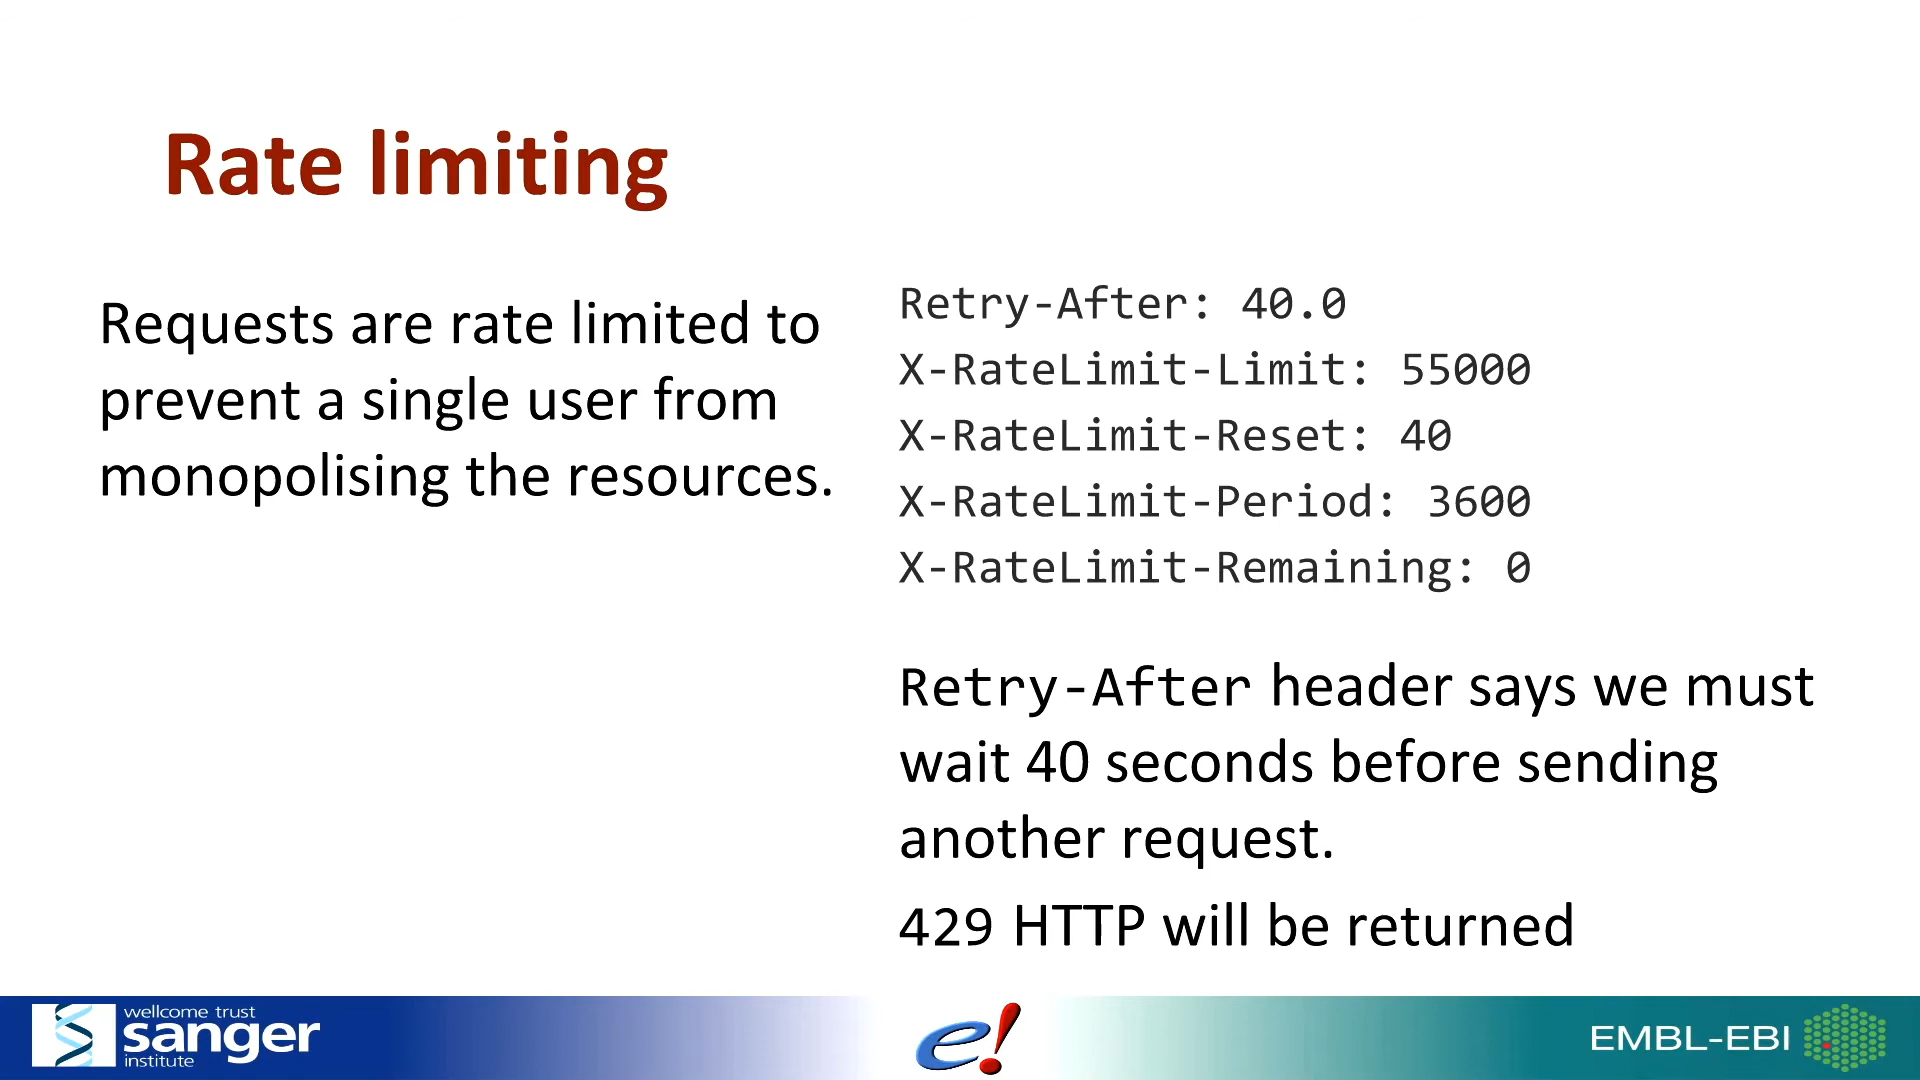 Rate limiting
Requests are rate limited to
prevent a single user from
monopolising the resources.
Retry-After: 40.0
X-RateLimit-Limit: 55000
X-RateLimit-Reset: 40
X-RateLimit-Period: 3600
X-RateLimit-Remaining: 0
Retry-After header says we must
wait 40 seconds before sending
another request.
429 HTTP will be returned
wellcome trust
sanger
institute
e!
EMBL-EBI